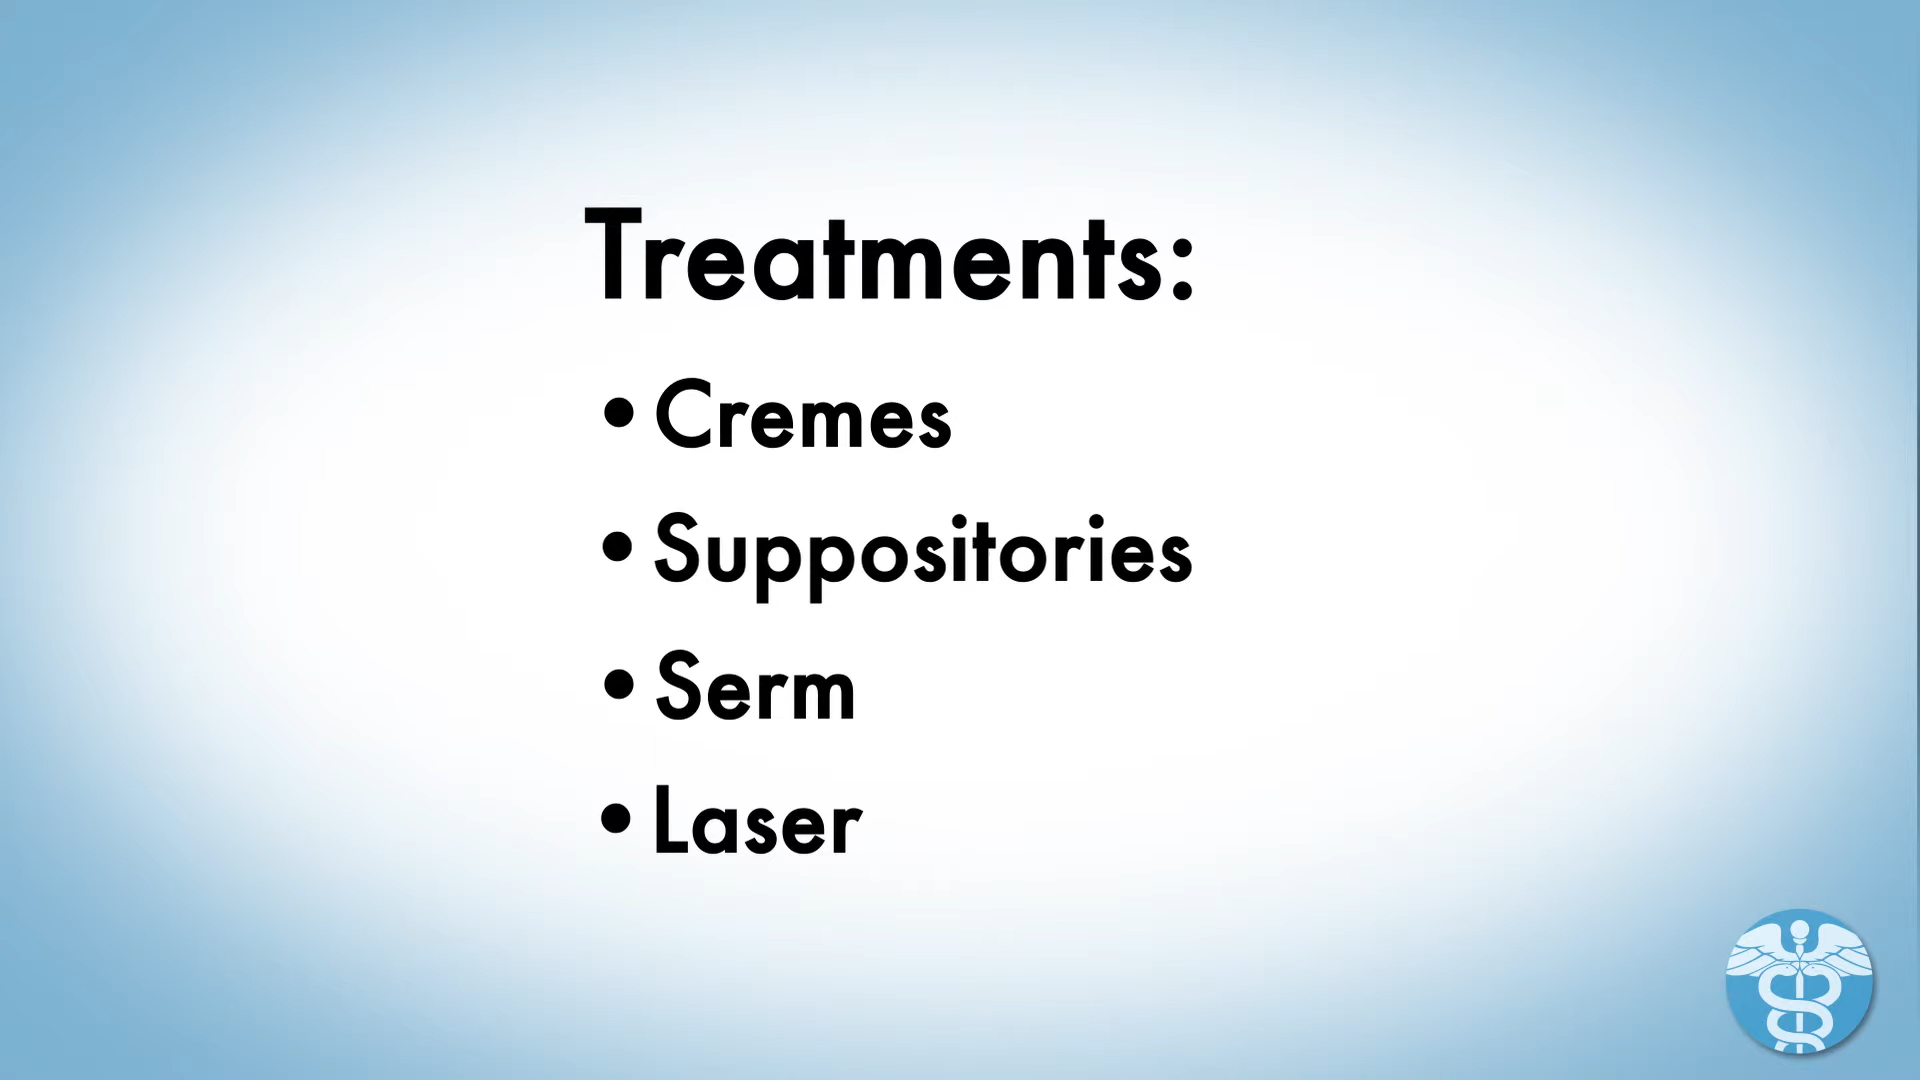 Treatments:
• Cremes
• Suppositories
• Serm
• Laser